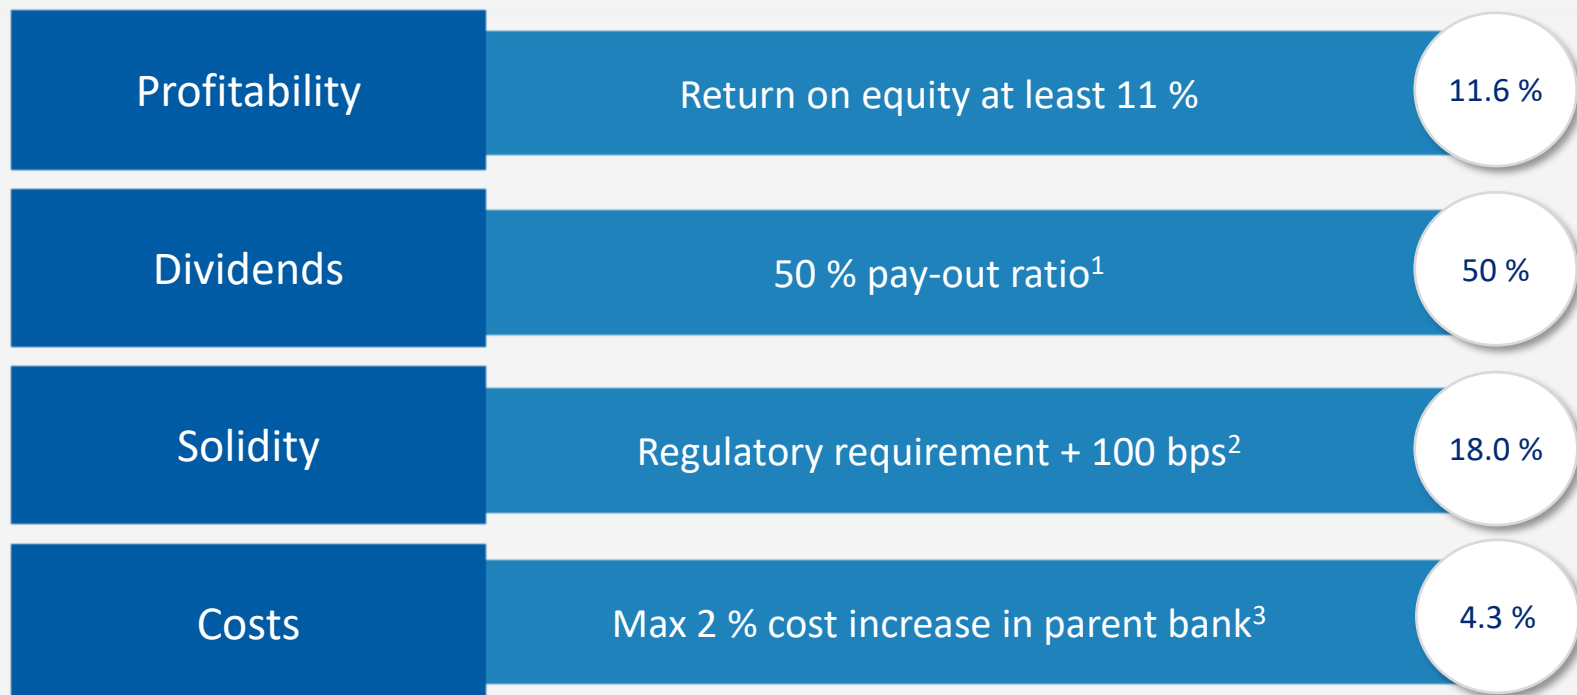 Profitability
Return on equity at least 11 %
11.6 %
Dividends
50 % pay-out ratio¹
50 %
Solidity
Regulatory requirement + 100 bps²
18.0 %
Costs
Max 2 % cost increase in parent bank³
4.3 %